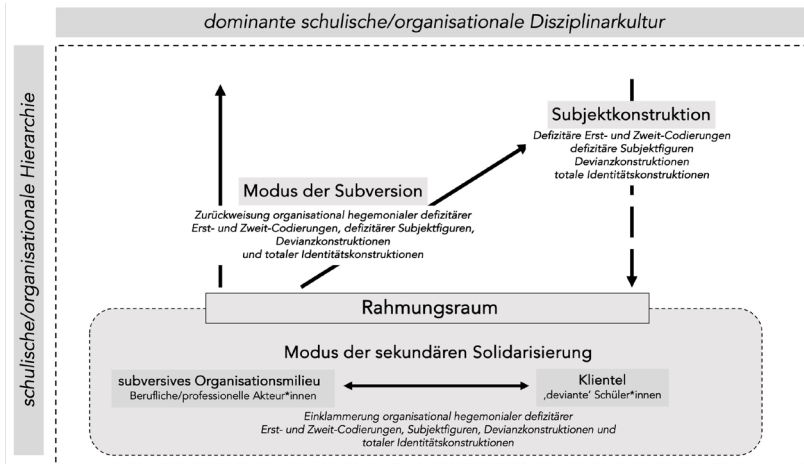 dominante schulische/organisationale Disziplinarkultur
schulische/organisationale Hierarchie
Subjektkonstruktion
Defizitäre Erst- und Zweit-Codierungen
defizitäre Subjektfiguren
Devianzkonstruktionen
totale Identitätskonstruktionen
Modus der Subversion
Zurückweisung organisational hegemonialer defizitärer
Erst- und Zweit-Codierungen, defizitärer Subjektfiguren,
Devianzkonstruktionen
und totaler Identitätskonstruktionen
Rahmungsraum
Modus der sekundären Solidarisierung
subversives Organisationsmilieu
Berufliche/professionelle Akteur*innen
Klientel
‚deviante' Schüler*innen
Einklammerung organisational hegemonialer defizitärer
Erst- und Zweit-Codierungen, Subjektfiguren, Devianzkonstruktionen und
totaler Identitätskonstruktionen